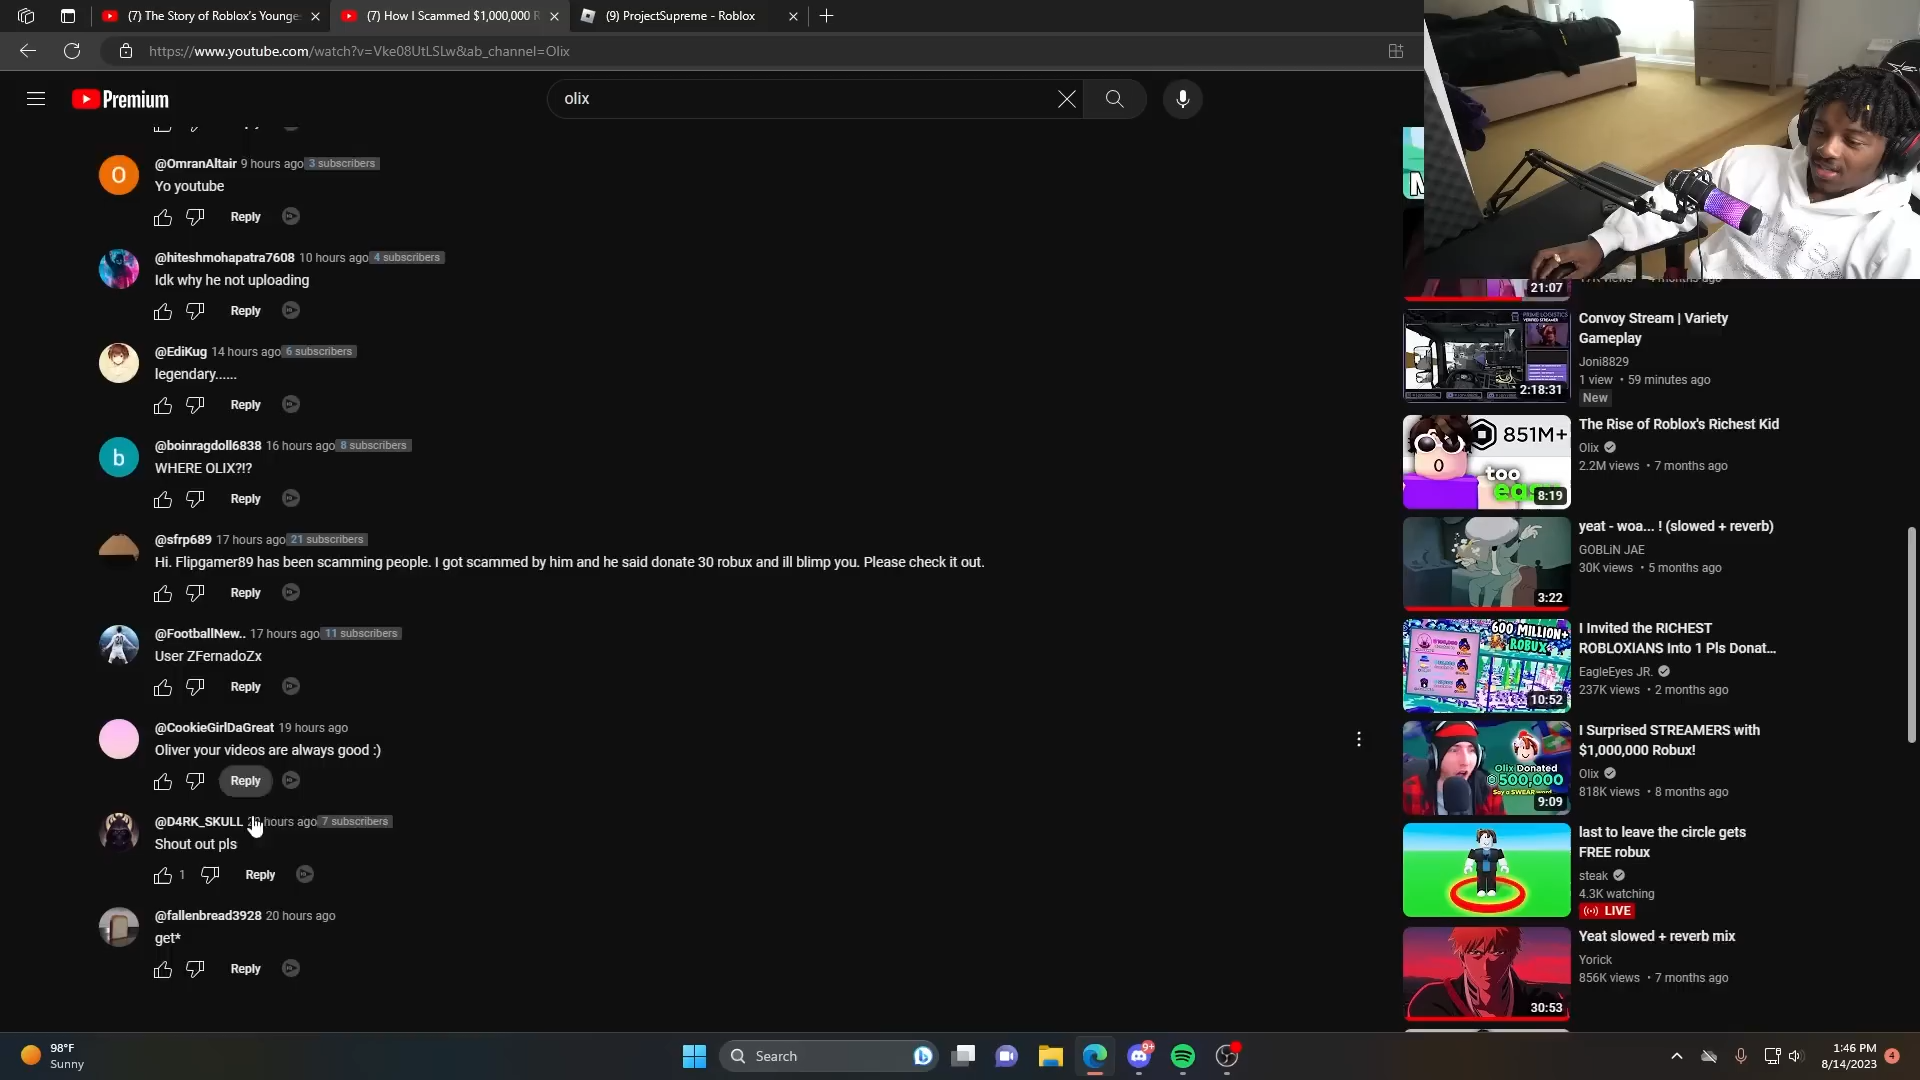 (7) The Story of Roblox's Younge
(7) How I Scammed $1,000,000 R
(9) ProjectSupreme - Roblox
https://www.youtube.com/watch?v=Vke08UtLSLw&ab_channel=Olix
Premium
olix
@OmranAltair 9 hours ago 3 subscribers
Yo youtube
Reply
@hiteshmohapatra7608 10 hours ago 4 subscribers
Idk why he not uploading
Reply
@EdiKug 14 hours ago 6 subscribers
legendary......
Reply
@boinragdoll6838 16 hours ago 8 subscribers
WHERE OLIX?!?
Reply
@sfrp689 17 hours ago 21 subscribers
Hi. Flipgamer89 has been scamming people. I got scammed by him and he said donate 30 robux and ill blimp you. Please check it out.
Reply
@FootballNew.. 17 hours ago 11 subscribers
User ZFernadoZx
Reply
@CookieGirlDaGreat 19 hours ago
Oliver your videos are always good :)
Reply
@D4RK_SKULL hours ago 7 subscribers
Shout out pls
1 Reply
@fallenbread3928 20 hours ago
get*
Reply
21:07
PRIME LOGISTICS
2:18:31
Convoy Stream | Variety
Gameplay
Joni8829
1 view • 59 minutes ago
New
851M+
too
8:19
The Rise of Roblox's Richest Kid
Olix
2.2M views • 7 months ago
3:22
yeat - woa... ! (slowed + reverb)
GOBLiN JAE
30K views • 5 months ago
600 MILLION+
ROBUX
10:52
I Invited the RICHEST
ROBLOXIANS Into 1 Pls Donat...
EagleEyes JR.
237K views • 2 months ago
Olix Donated
500,000
Say a SWEAR word
9:09
I Surprised STREAMERS with
$1,000,000 Robux!
Olix
818K views • 8 months ago
last to leave the circle gets
FREE robux
steak
4.3K watching
LIVE
30:53
Yeat slowed + reverb mix
Yorick
856K views • 7 months ago
98°F
Sunny
Search
9+
1:46 PM
8/14/2023
4